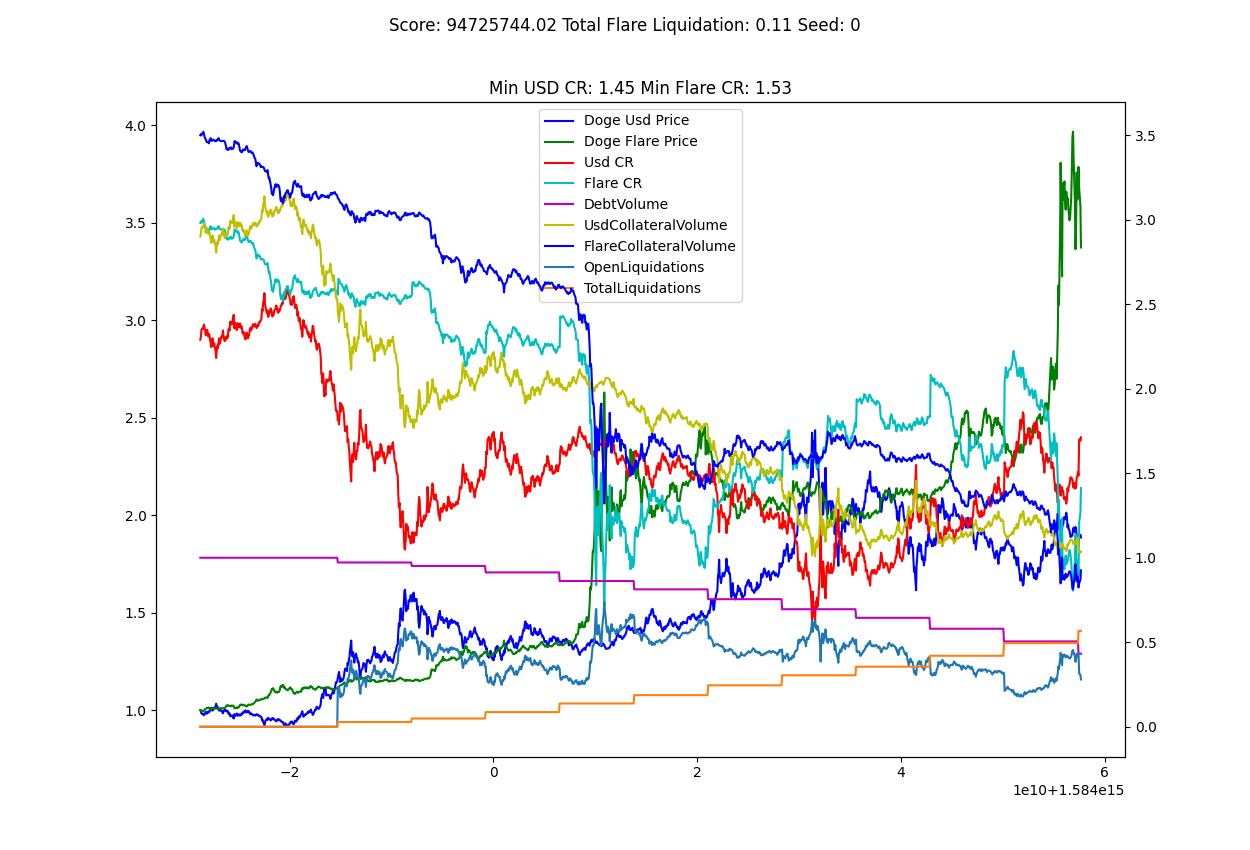 Score: 94725744.02 Total Flare Liquidation: 0.11 Seed: 0
Min USD CR: 1.45 Min Flare CR: 1.53
Doge Usd Price
Doge Flare Price
Usd CR
Flare CR
DebtVolume
UsdCollateralVolume
FlareCollateralVolume
OpenLiquidations
TotalLiquidations
4.0
3.5
3.0
2.5
2.0
1.5
1.0
3.5
3.0
2.5
2.0
1.5
1.0
0.5
0.0
−2
0
2
4
6
1e10+1.584e15